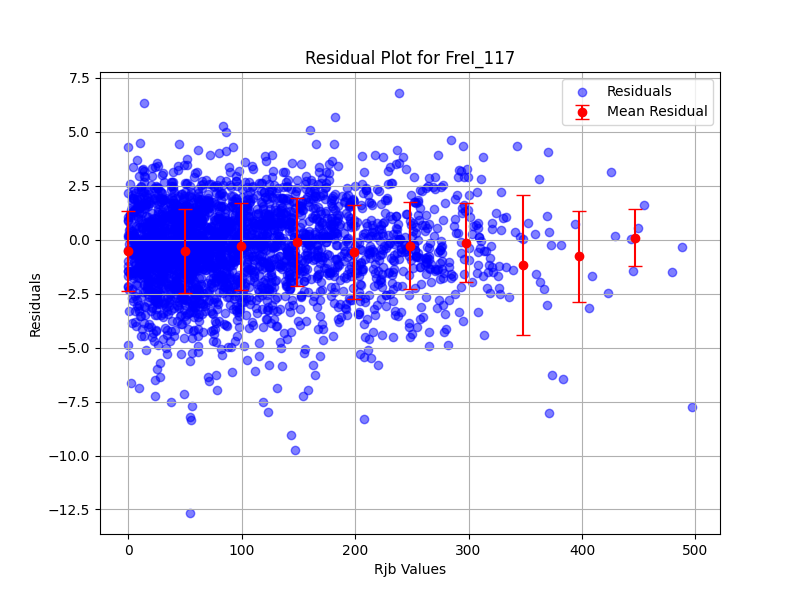 Residual Plot for FreI_117
Residuals
Mean Residual
7.5
5.0
2.5
0.0
−2.5
−5.0
−7.5
−10.0
−12.5
Residuals
0 100 200 300 400 500
Rjb Values